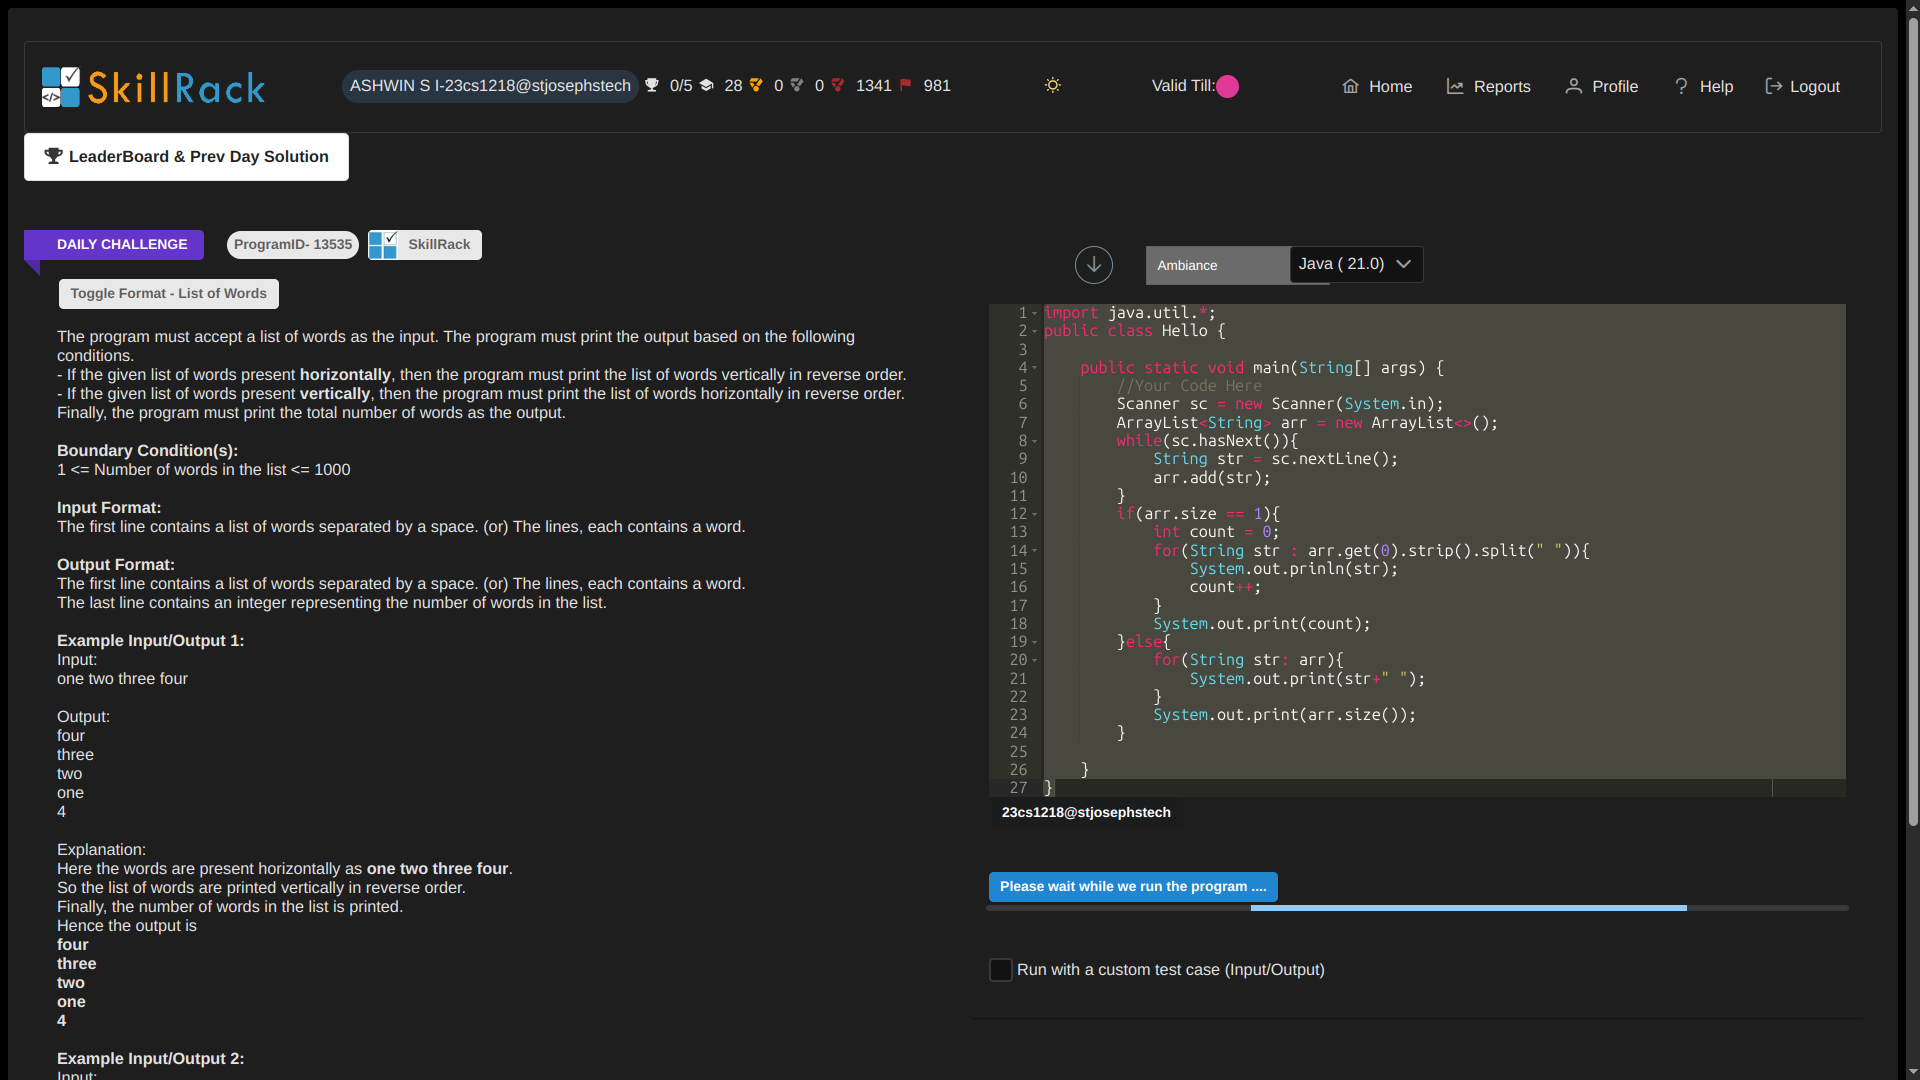 SkillRack
ASHWIN S I-23cs1218@stjosephstech 0/5 28 0 0 1341 981
Valid Till:
Home
Reports
Profile
Help
Logout
LeaderBoard & Prev Day Solution
DAILY CHALLENGE
ProgramID- 13535
SkillRack
Toggle Format - List of Words
The program must accept a list of words as the input. The program must print the output based on the following
conditions.
- If the given list of words present horizontally, then the program must print the list of words vertically in reverse order.
- If the given list of words present vertically, then the program must print the list of words horizontally in reverse order.
Finally, the program must print the total number of words as the output.
Boundary Condition(s):
1 <= Number of words in the list <= 1000
Input Format:
The first line contains a list of words separated by a space. (or) The lines, each contains a word.
Output Format:
The first line contains a list of words separated by a space. (or) The lines, each contains a word.
The last line contains an integer representing the number of words in the list.
Example Input/Output 1:
Input:
one two three four
Output:
four
three
two
one
4
Explanation:
Here the words are present horizontally as one two three four.
So the list of words are printed vertically in reverse order.
Finally, the number of words in the list is printed.
Hence the output is
four
three
two
one
4
Example Input/Output 2:
Input:
Ambiance
Java ( 21.0)
1 import java.util.*;
2 public class Hello {
3
4 public static void main(String[] args) {
5 //Your Code Here
6 Scanner sc = new Scanner(System.in);
7 ArrayList<String> arr = new ArrayList<>();
8 while(sc.hasNext()){
9 String str = sc.nextLine();
10 arr.add(str);
11 }
12 if(arr.size == 1){
13 int count = 0;
14 for(String str : arr.get(0).strip().split(" ")){
15 System.out.prinln(str);
16 count++;
17 }
18 System.out.print(count);
19 }else{
20 for(String str: arr){
21 System.out.print(str+" ");
22 }
23 System.out.print(arr.size());
24 }
25
26 }
27 }
23cs1218@stjosephstech
Please wait while we run the program ....
Run with a custom test case (Input/Output)